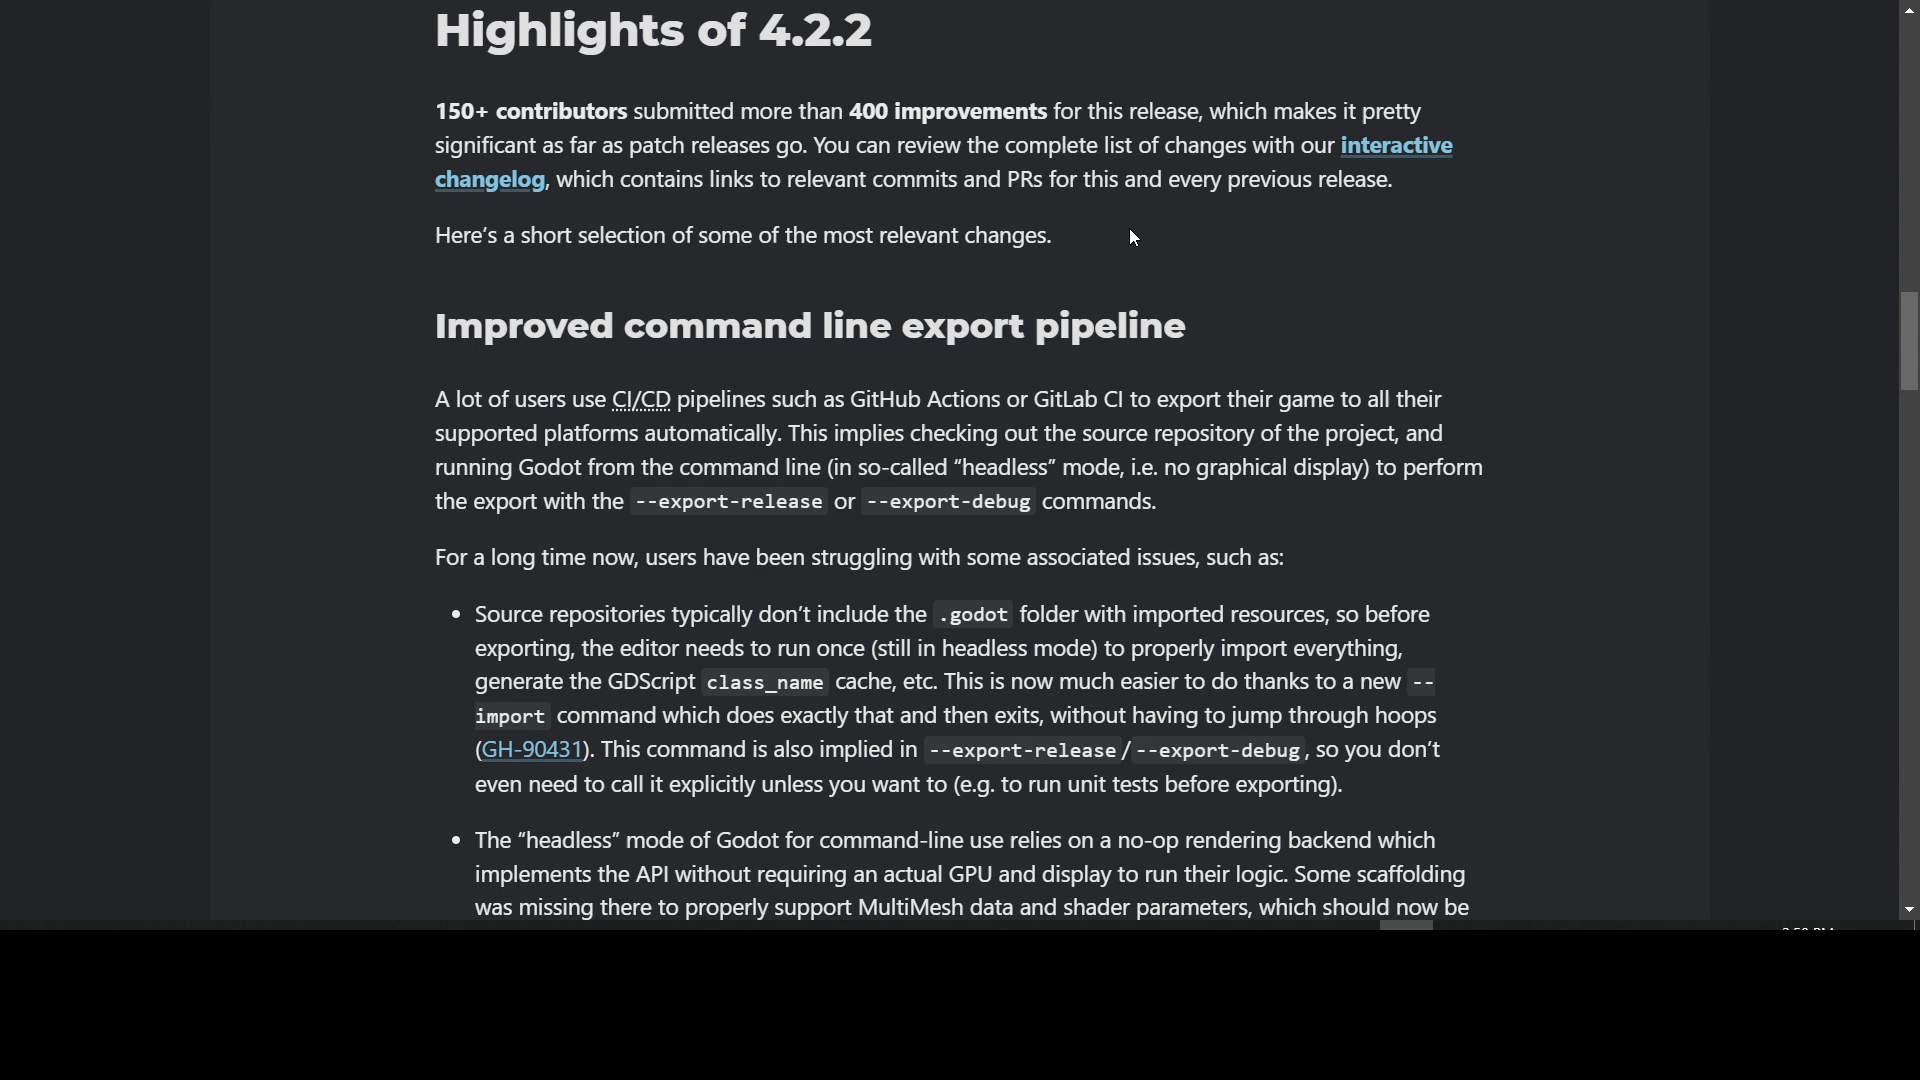 Highlights of 4.2.2
150+ contributors submitted more than 400 improvements for this release, which makes it pretty
significant as far as patch releases go. You can review the complete list of changes with our interactive
changelog, which contains links to relevant commits and PRs for this and every previous release.
Here’s a short selection of some of the most relevant changes.
Improved command line export pipeline
A lot of users use CI/CD pipelines such as GitHub Actions or GitLab CI to export their game to all their
supported platforms automatically. This implies checking out the source repository of the project, and
running Godot from the command line (in so-called “headless” mode, i.e. no graphical display) to perform
the export with the --export-release or --export-debug commands.
For a long time now, users have been struggling with some associated issues, such as:
• Source repositories typically don’t include the .godot folder with imported resources, so before
exporting, the editor needs to run once (still in headless mode) to properly import everything,
generate the GDScript class_name cache, etc. This is now much easier to do thanks to a new --
import command which does exactly that and then exits, without having to jump through hoops
(GH-90431). This command is also implied in --export-release/--export-debug, so you don’t
even need to call it explicitly unless you want to (e.g. to run unit tests before exporting).
• The “headless” mode of Godot for command-line use relies on a no-op rendering backend which
implements the API without requiring an actual GPU and display to run their logic. Some scaffolding
was missing there to properly support MultiMesh data and shader parameters, which should now be